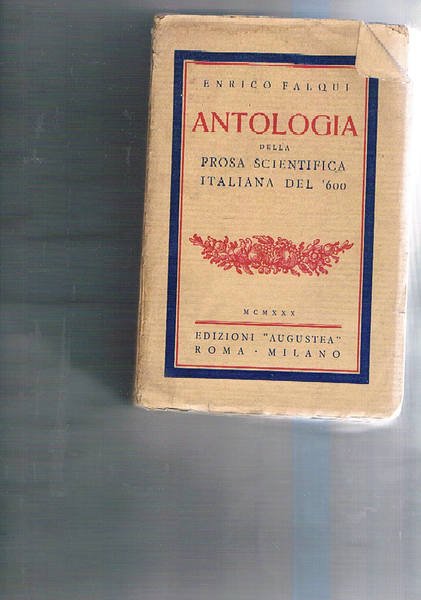 ENRICO FALQUI
ANTOLOGIA
DELLA
PROSA SCIENTIFICA
ITALIANA DEL '600
MCMXXX
EDIZIONI "AUGUSTEA"
ROMA - MILANO